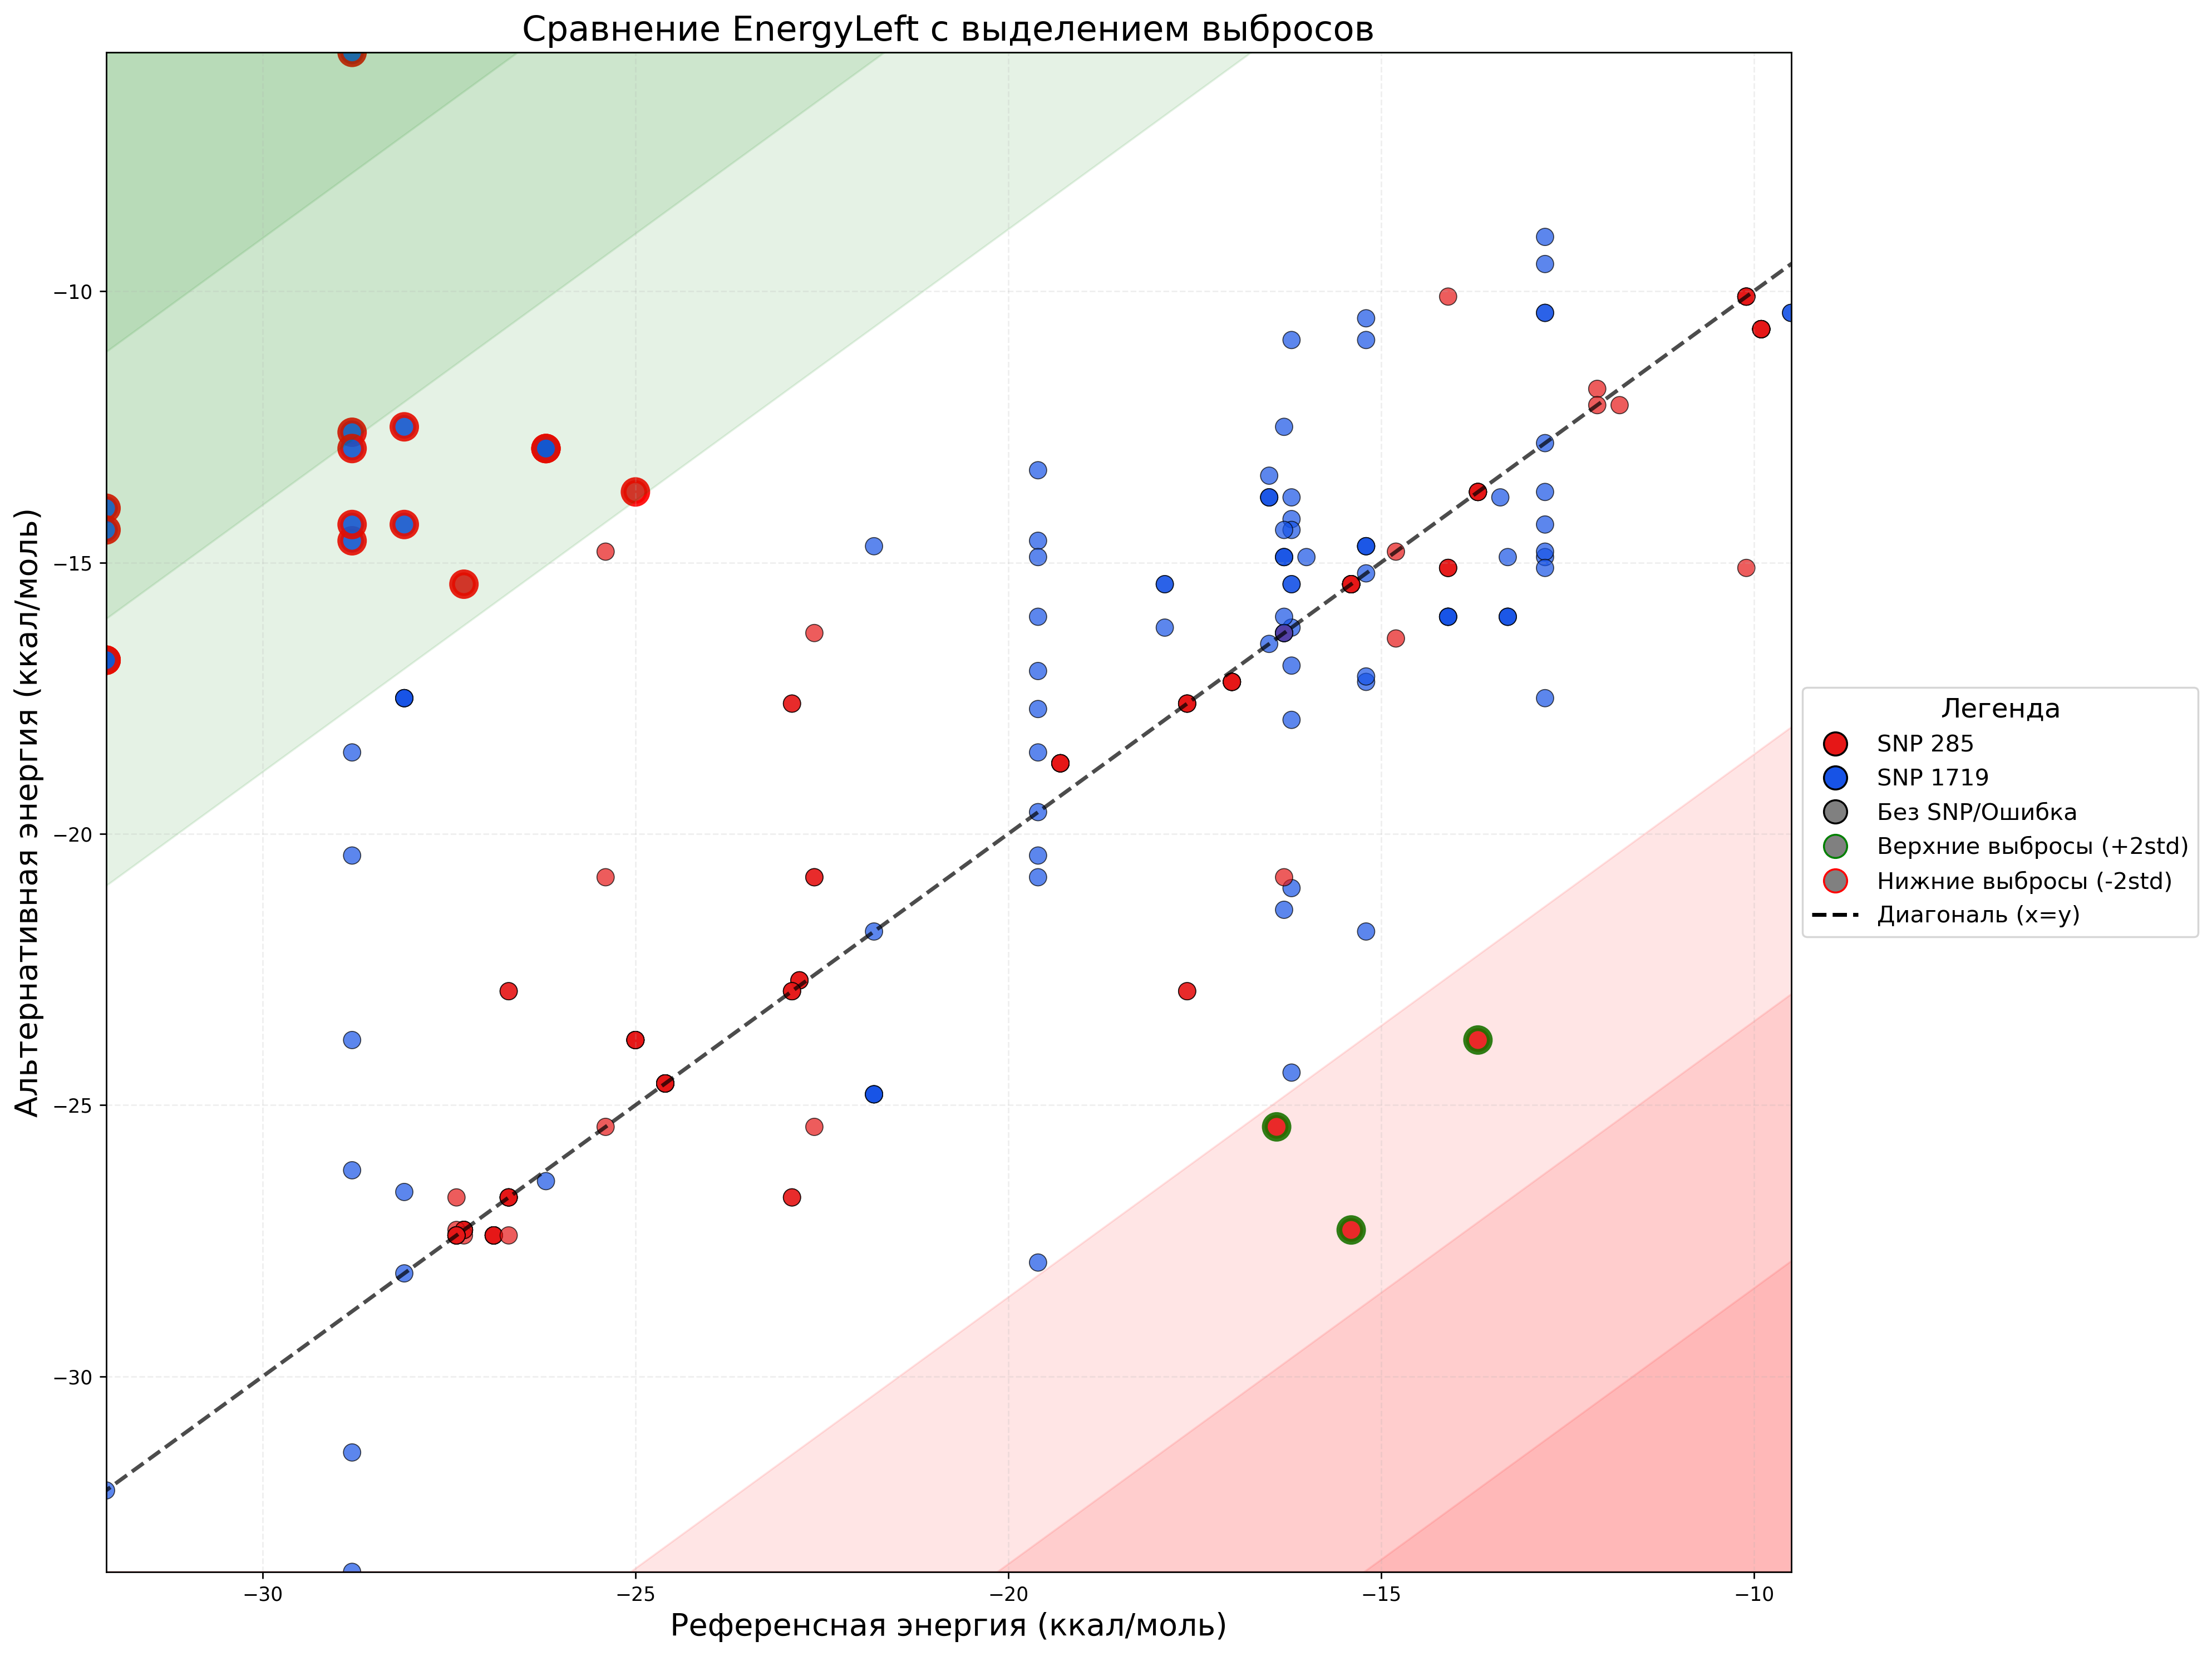 Сравнение EnergyLeft с выделением выбросов
Альтернативная энергия (ккал/моль)
−10
−15
−20
−25
−30
−30
−25
−20
−15
−10
Референсная энергия (ккал/моль)
Легенда
SNP 285
SNP 1719
Без SNP/Ошибка
Верхние выбросы (+2std)
Нижние выбросы (-2std)
Диагональ (x=y)